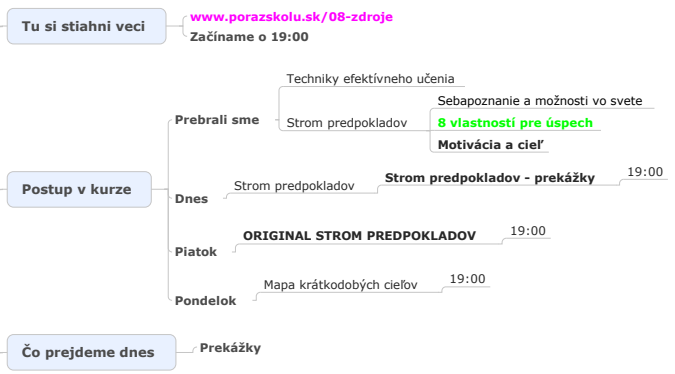 Tu si stiahni veci
www.porazskolu.sk/08-zdroje
Začíname o 19:00
Postup v kurze
Prebrali sme
Techniky efektívneho učenia
Strom predpokladov
Sebapoznanie a možnosti vo svete
8 vlastností pre úspech
Motivácia a cieľ
Dnes
Strom predpokladov
Strom predpokladov - prekážky
19:00
Piatok
ORIGINAL STROM PREDPOKLADOV
19:00
Pondelok
Mapa krátkodobých cieľov
19:00
Čo prejdeme dnes
Prekážky